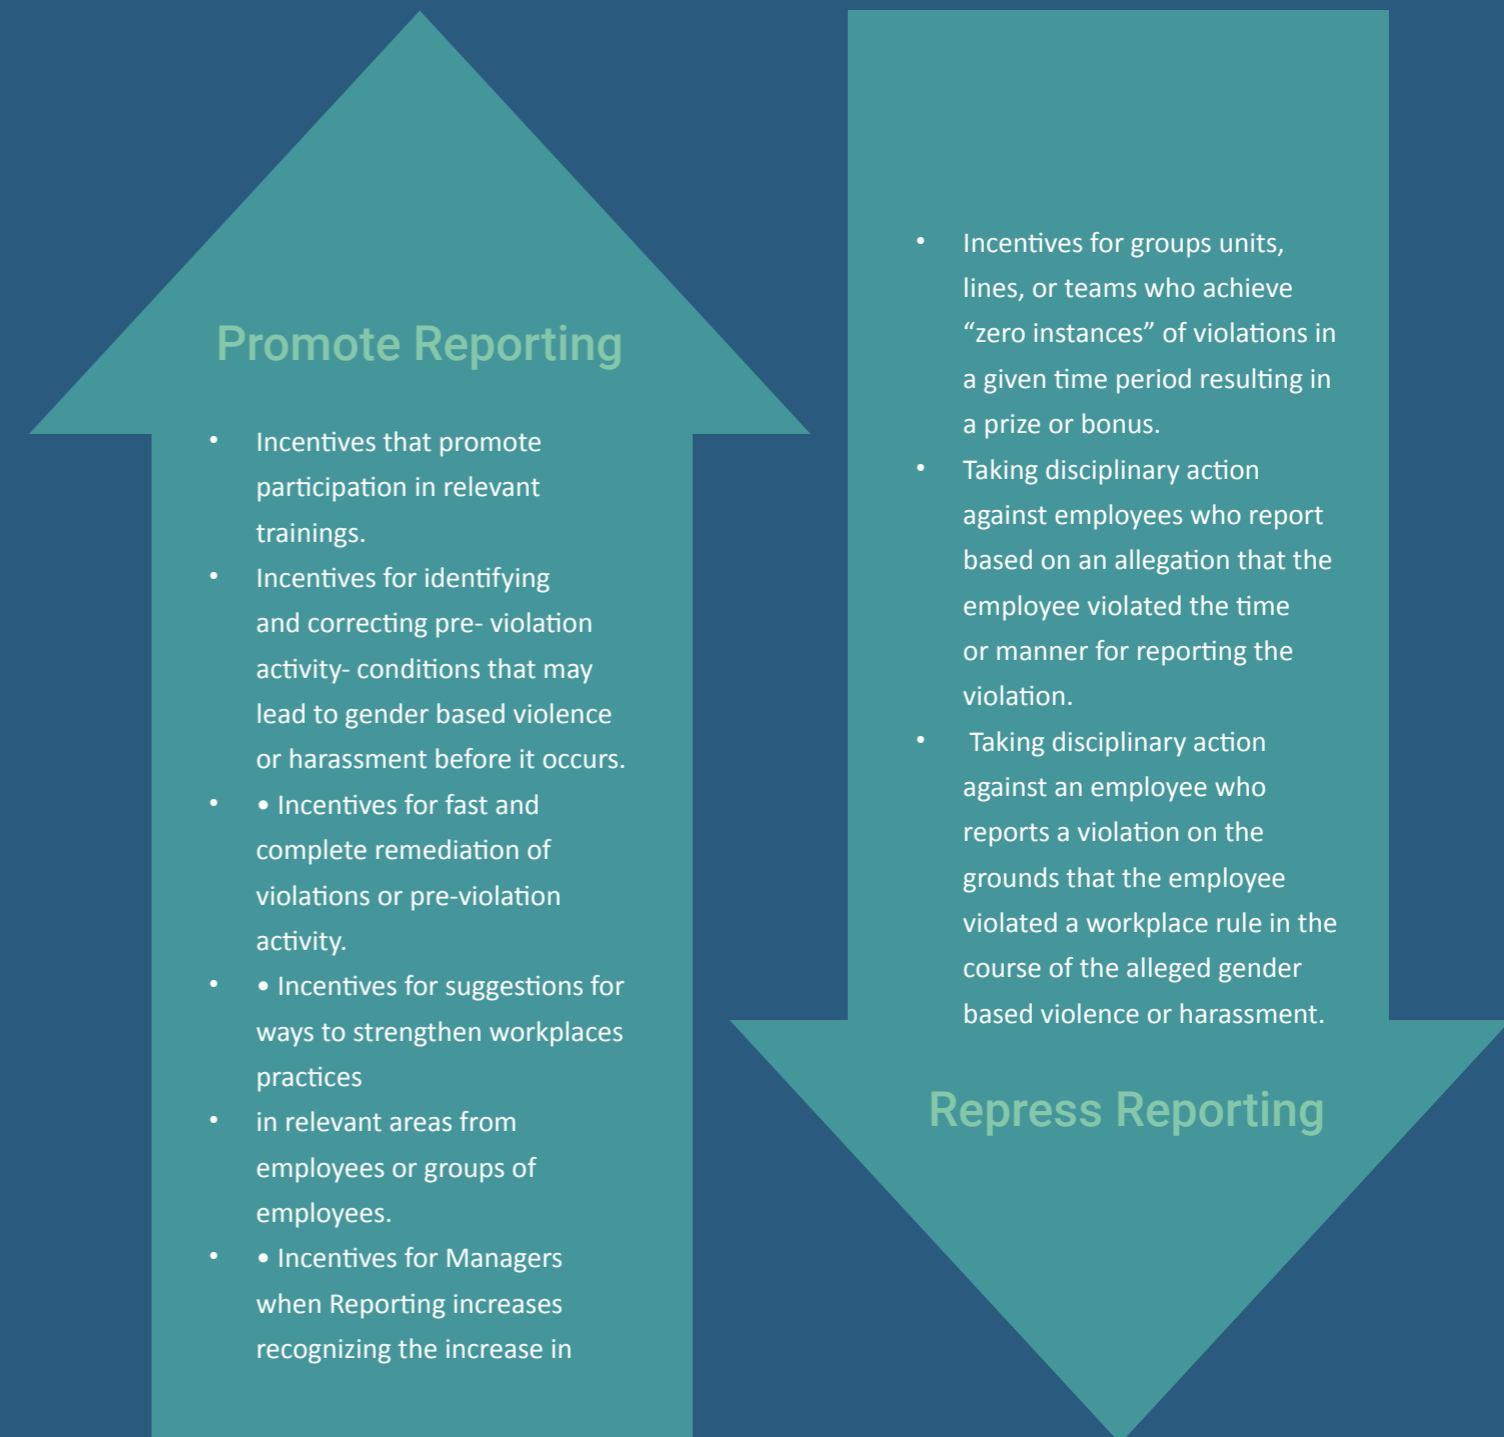 Promote Reporting
• Incentives that promote
participation in relevant
trainings.
• Incentives for identifying
and correcting pre- violation
activity- conditions that may
lead to gender based violence
or harassment before it occurs.
• • Incentives for fast and
complete remediation of
violations or pre-violation
activity.
• • Incentives for suggestions for
ways to strengthen workplaces
practices
• in relevant areas from
employees or groups of
employees.
• • Incentives for Managers
when Reporting increases
recognizing the increase in
• Incentives for groups units,
lines, or teams who achieve
“zero instances” of violations in
a given time period resulting in
a prize or bonus.
• Taking disciplinary action
against employees who report
based on an allegation that the
employee violated the time
or manner for reporting the
violation.
• Taking disciplinary action
against an employee who
reports a violation on the
grounds that the employee
violated a workplace rule in the
course of the alleged gender
based violence or harassment.
Repress Reporting